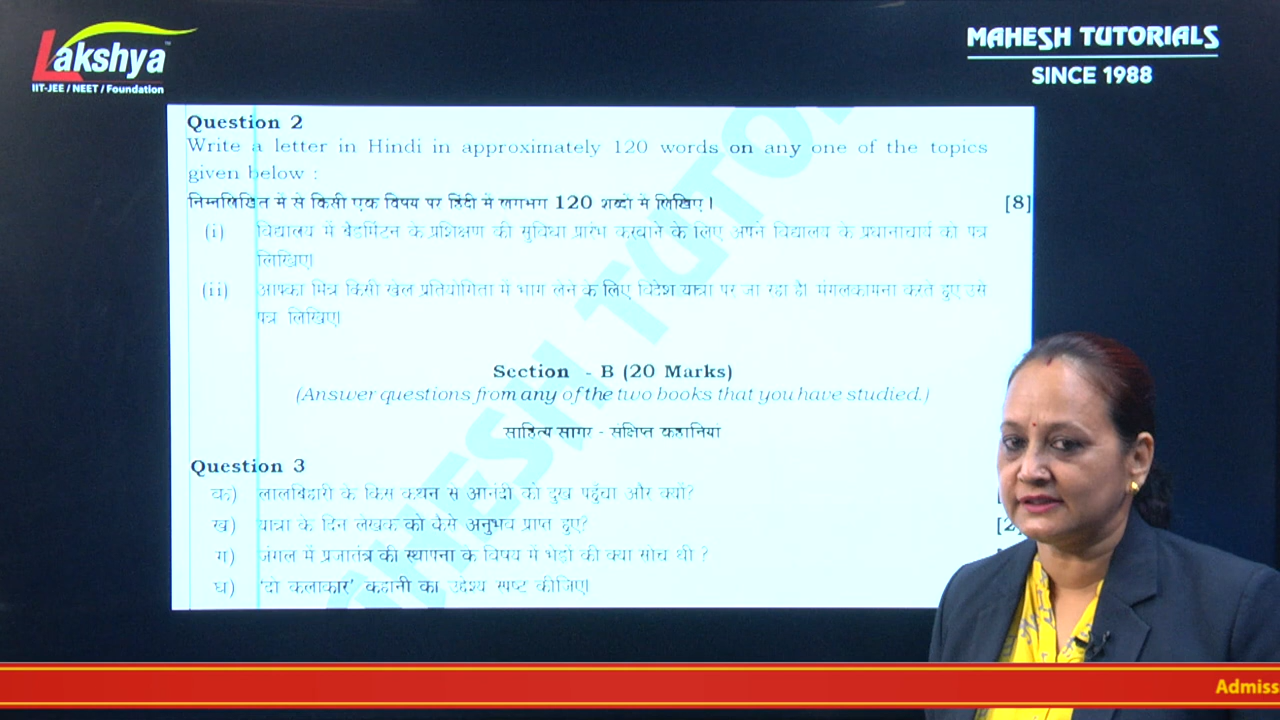 Lakshya
TM
IIT-JEE / NEET / Foundation
MAHESH TUTORIALS
SINCE 1988
Question 2
Write a letter in Hindi in approximately 120 words on any one of the topics
given below :
निम्नलिखित में से किसी एक विषय पर हिंदी में लगभग 120 शब्दो में लिखिए। [8]
(i) विद्यालय में बैडमिंटन के प्रशिक्षण की सुविधा प्रारंभ करवाने के लिए अपने विद्यालय के प्रधानाचार्य को पत्र
लिखिए।
(ii) आपका मित्र किसी खेल प्रतियोगिता में भाग लेने के लिए विदेश यात्रा पर जा रहा है। मंगलकामना करते हुए उसे
पत्र लिखिए।
Section - B (20 Marks)
(Answer questions from any of the two books that you have studied.)
साहित्य सागर - संक्षिप्त कहानियां
Question 3
क) लालबिहारी के किस कथन से आनंदी को दुख पहुँचा और क्यों?
ख) यात्रा के दिन लेखक को कैसे अनुभव प्राप्त हुए? [2]
ग) जंगल में प्रजातंत्र की स्थापना के विषय में भेडों की क्या सोच थी ?
घ) 'दो कलाकार' कहानी का उद्देश्य स्पष्ट कीजिए।
MAHESH TUTOR
Admiss